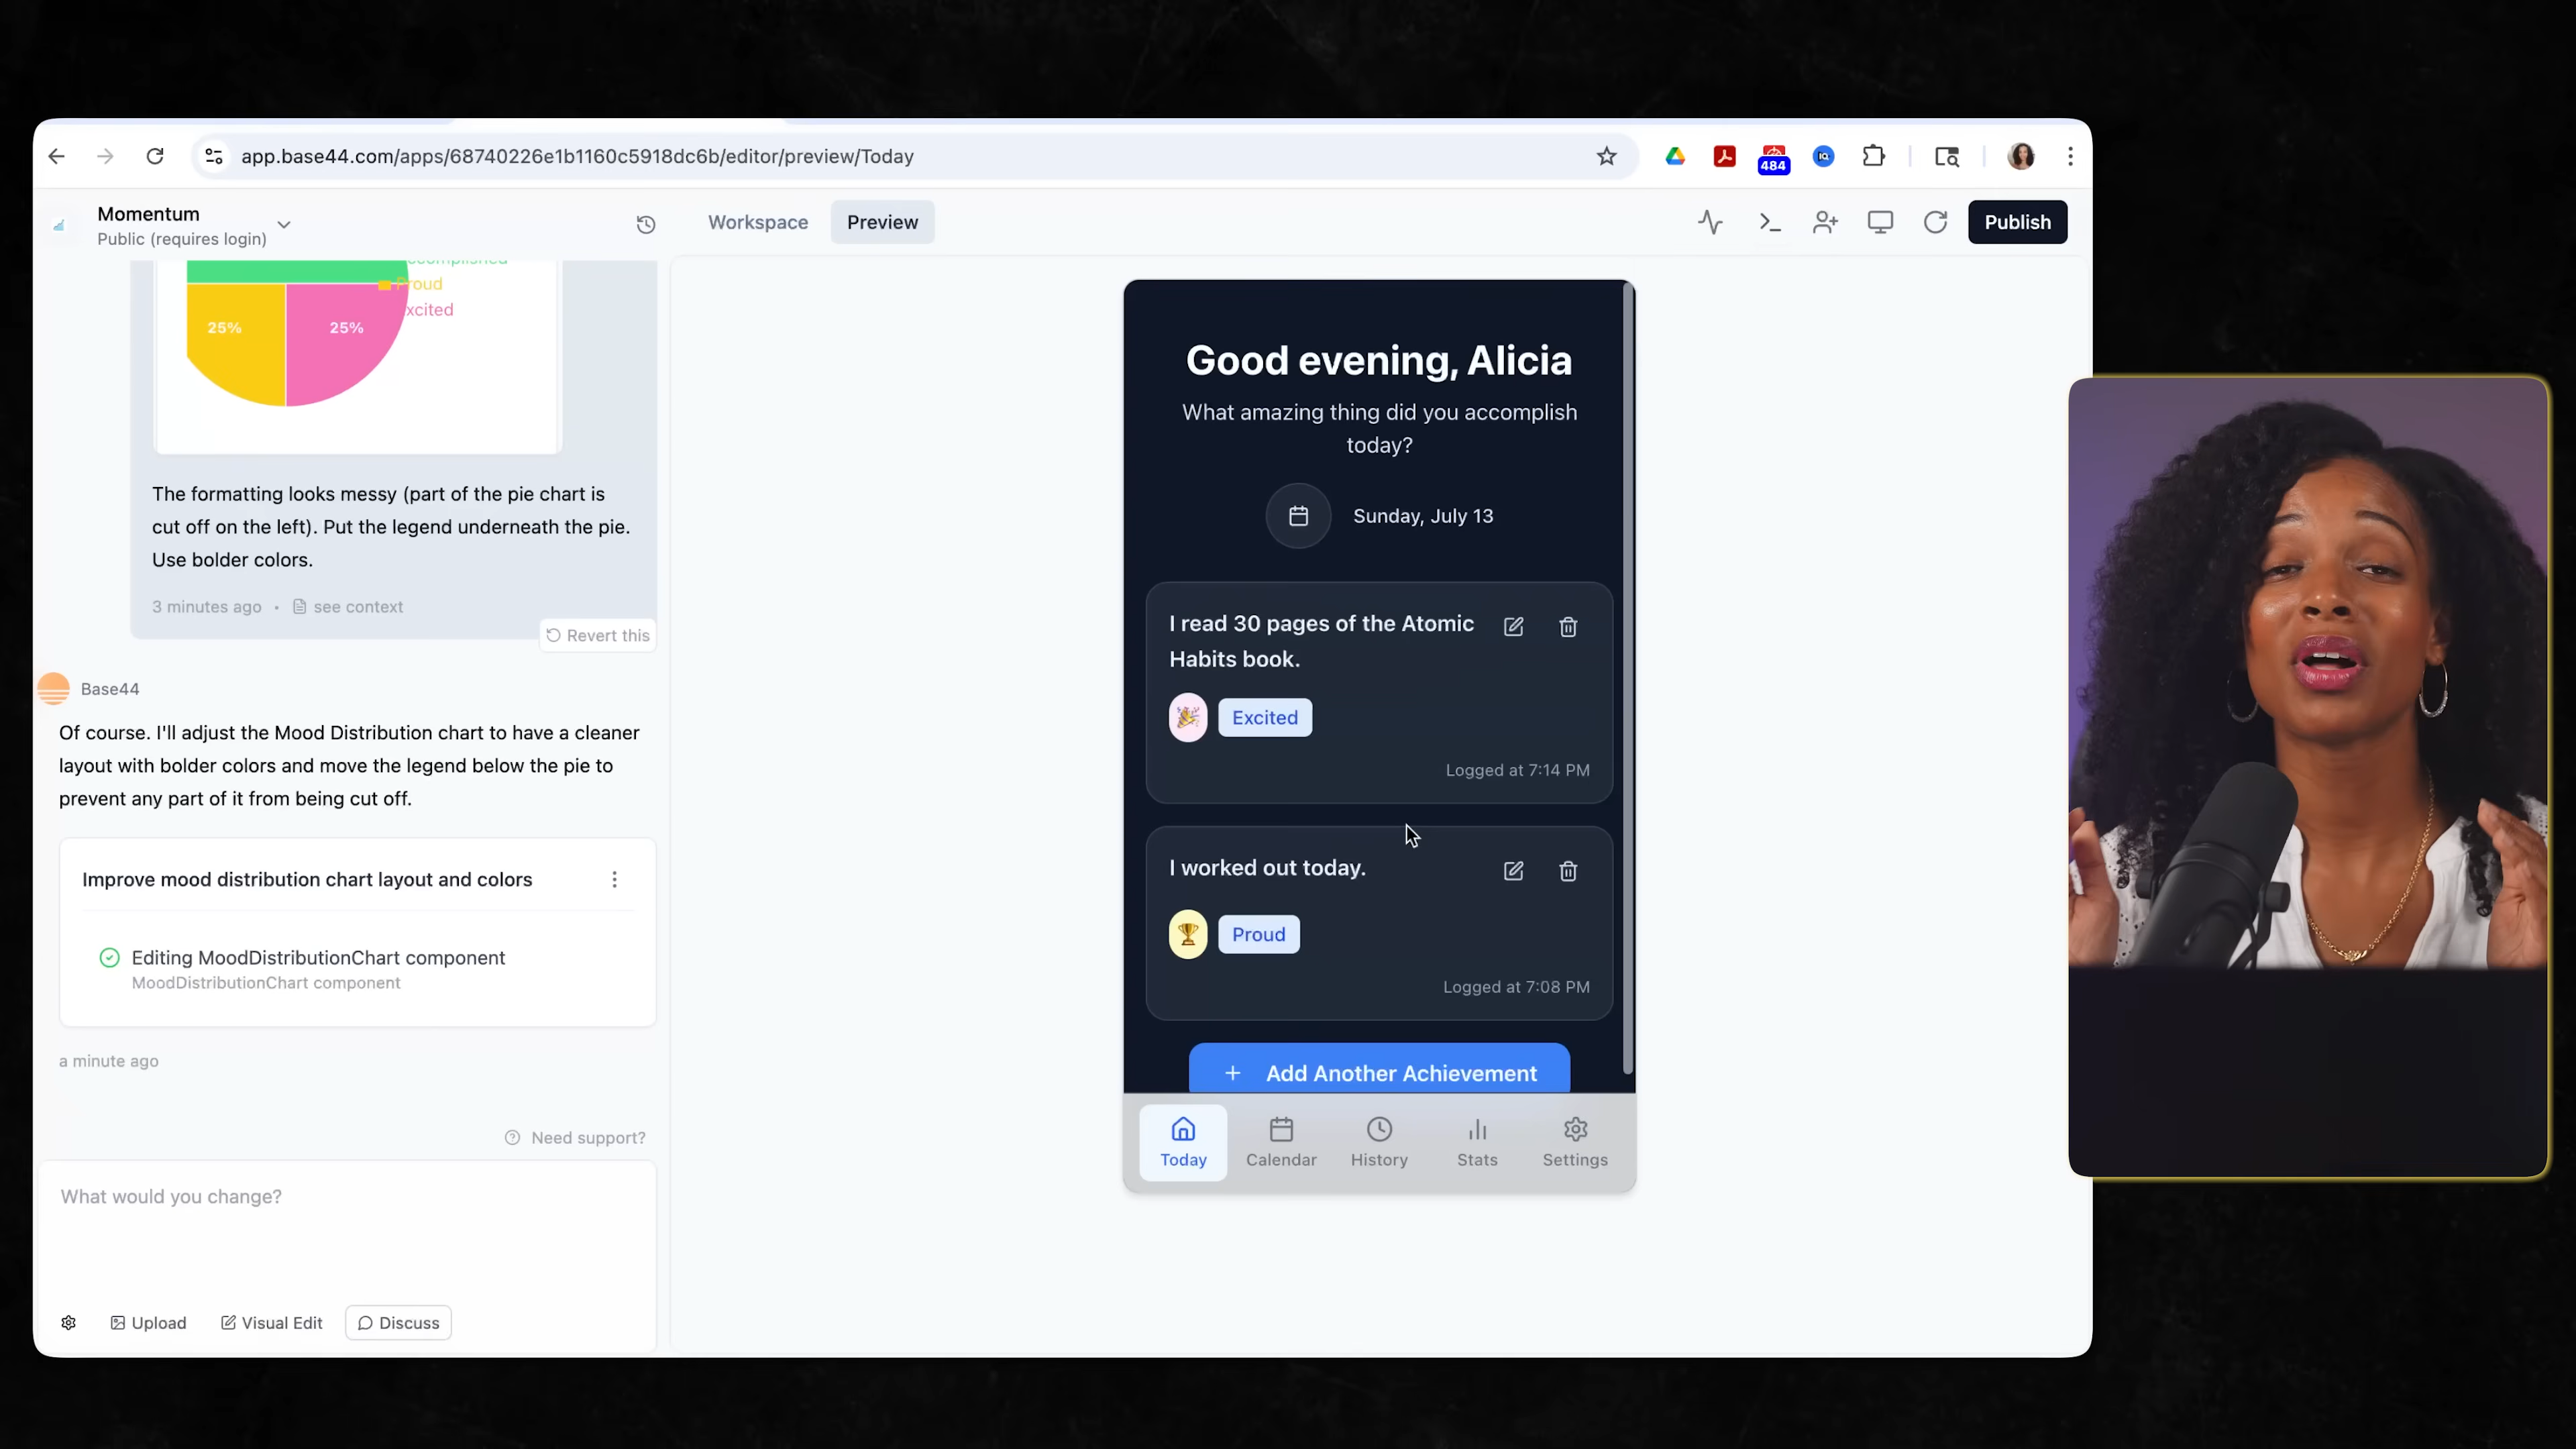 app.base44.com/apps/68740226e1b1160c5918dc6b/editor/preview/Today
484
Momentum
Public (requires login)
Workspace
Preview
Publish
Proud
25%
25%
The formatting looks messy (part of the pie chart is
cut off on the left). Put the legend underneath the pie.
Use bolder colors.
3 minutes ago • see context
Revert this
Base44
Of course. I'll adjust the Mood Distribution chart to have a cleaner
layout with bolder colors and move the legend below the pie to
prevent any part of it from being cut off.
Improve mood distribution chart layout and colors
Editing MoodDistributionChart component
MoodDistributionChart component
a minute ago
Need support?
What would you change?
Upload
Visual Edit
Discuss
Good evening, Alicia
What amazing thing did you accomplish
today?
Sunday, July 13
I read 30 pages of the Atomic
Habits book.
Excited
Logged at 7:14 PM
I worked out today.
Proud
Logged at 7:08 PM
+ Add Another Achievement
Today
Calendar
History
Stats
Settings